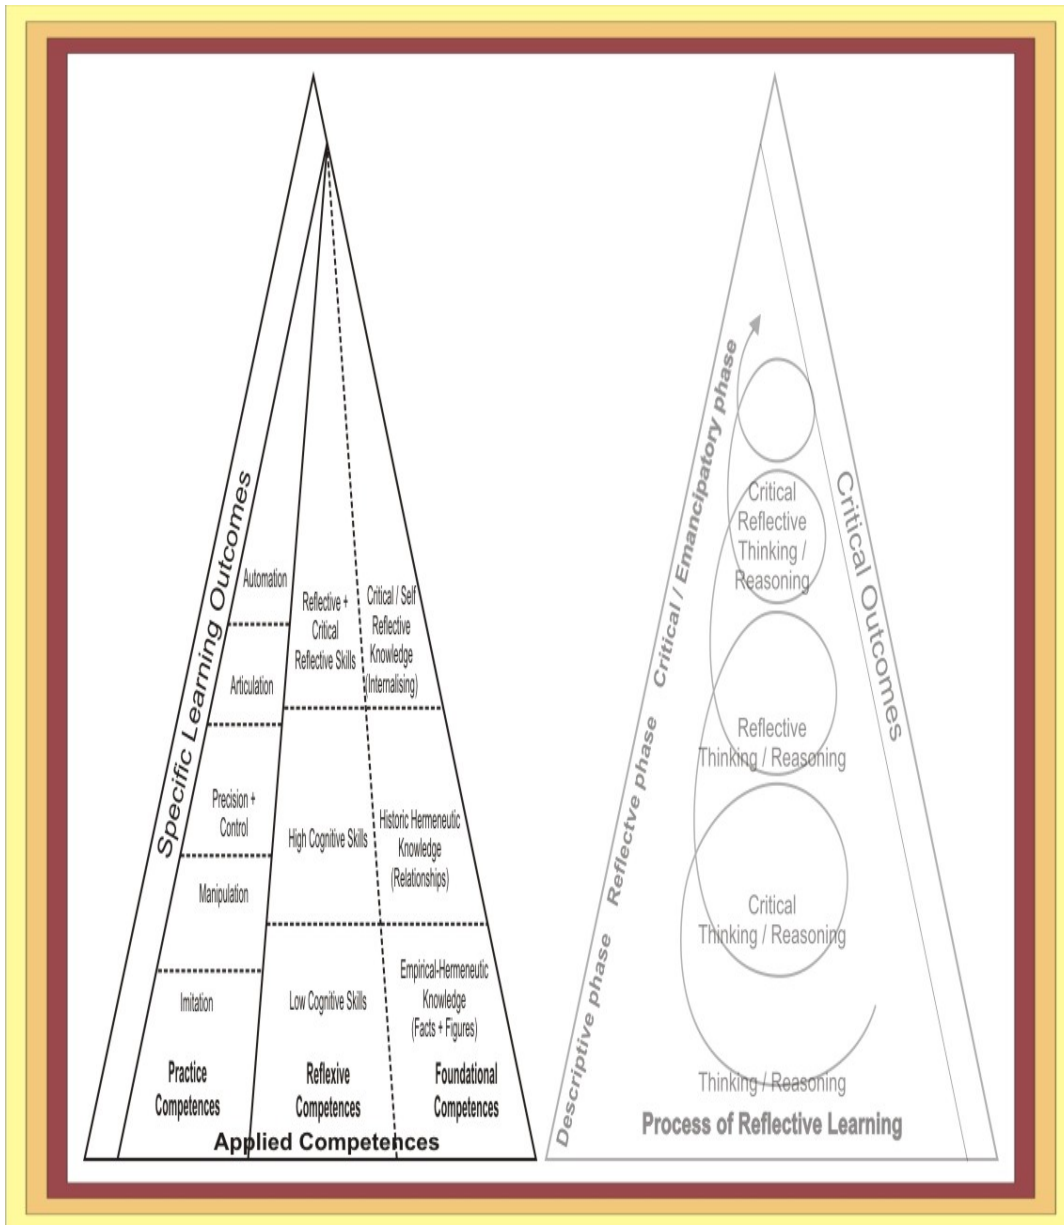 Specific Learning Outcomes
Automation
Articulation
Precision +
Control
Manipulation
Imitation
Practice
Competences
Reflective +
Critical
Reflective Skills
High Cognitive Skills
Low Cognitive Skills
Reflexive
Competences
Critical / Self
Reflective
Knowledge
(Internalising)
Historic Hermeneutic
Knowledge
(Relationships)
Empirical-Hermeneutic
Knowledge
(Facts + Figures)
Foundational
Competences
Applied Competences
Descriptive phase Reflectve phase Critical / Emancipatory phase
Critical
Reflective
Thinking /
Reasoning
Reflective
Thinking / Reasoning
Critical
Thinking / Reasoning
Thinking / Reasoning
Process of Reflective Learning
Critical Outcomes